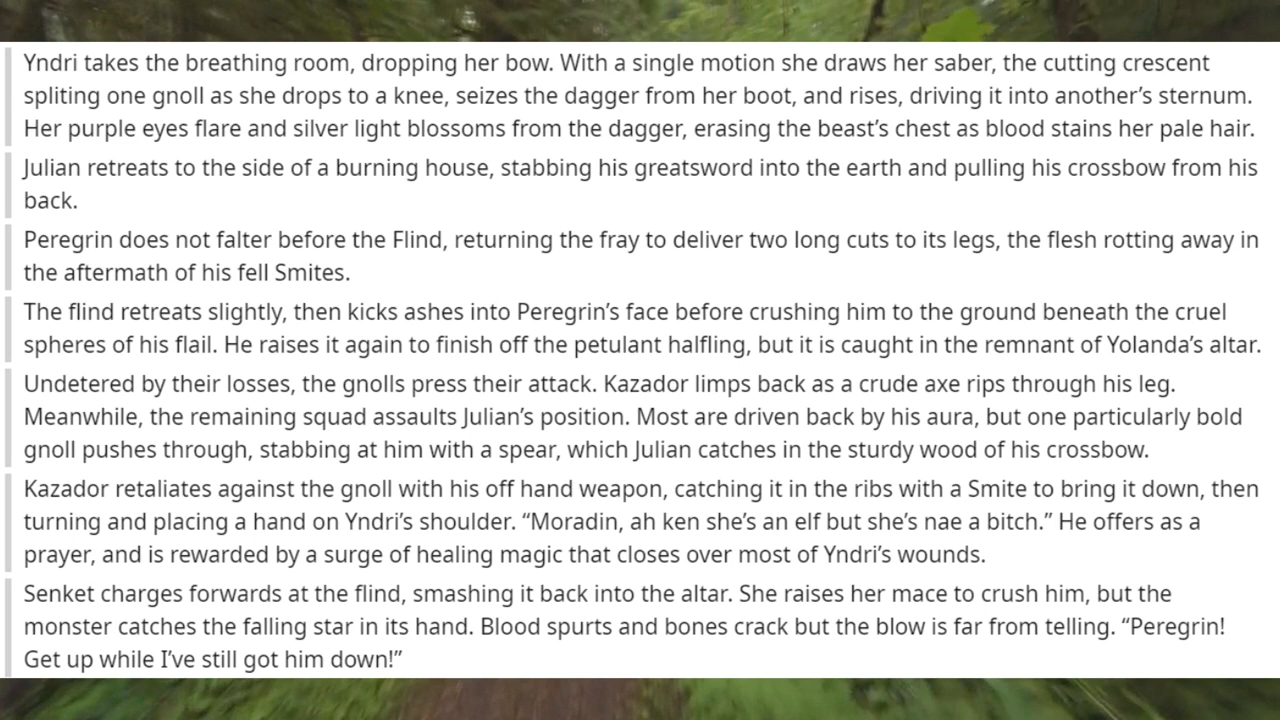 Yndri takes the breathing room, dropping her bow. With a single motion she draws her saber, the cutting crescent
spliting one gnoll as she drops to a knee, seizes the dagger from her boot, and rises, driving it into another’s sternum.
Her purple eyes flare and silver light blossoms from the dagger, erasing the beast’s chest as blood stains her pale hair.
Julian retreats to the side of a burning house, stabbing his greatsword into the earth and pulling his crossbow from his
back.
Peregrin does not falter before the Flind, returning the fray to deliver two long cuts to its legs, the flesh rotting away in
the aftermath of his fell Smites.
The flind retreats slightly, then kicks ashes into Peregrin’s face before crushing him to the ground beneath the cruel
spheres of his flail. He raises it again to finish off the petulant halfling, but it is caught in the remnant of Yolanda’s altar.
Undetered by their losses, the gnolls press their attack. Kazador limps back as a crude axe rips through his leg.
Meanwhile, the remaining squad assaults Julian’s position. Most are driven back by his aura, but one particularly bold
gnoll pushes through, stabbing at him with a spear, which Julian catches in the sturdy wood of his crossbow.
Kazador retaliates against the gnoll with his off hand weapon, catching it in the ribs with a Smite to bring it down, then
turning and placing a hand on Yndri’s shoulder. “Moradin, ah ken she’s an elf but she’s nae a bitch.” He offers as a
prayer, and is rewarded by a surge of healing magic that closes over most of Yndri’s wounds.
Senket charges forwards at the flind, smashing it back into the altar. She raises her mace to crush him, but the
monster catches the falling star in its hand. Blood spurts and bones crack but the blow is far from telling. “Peregrin!
Get up while I’ve still got him down!”